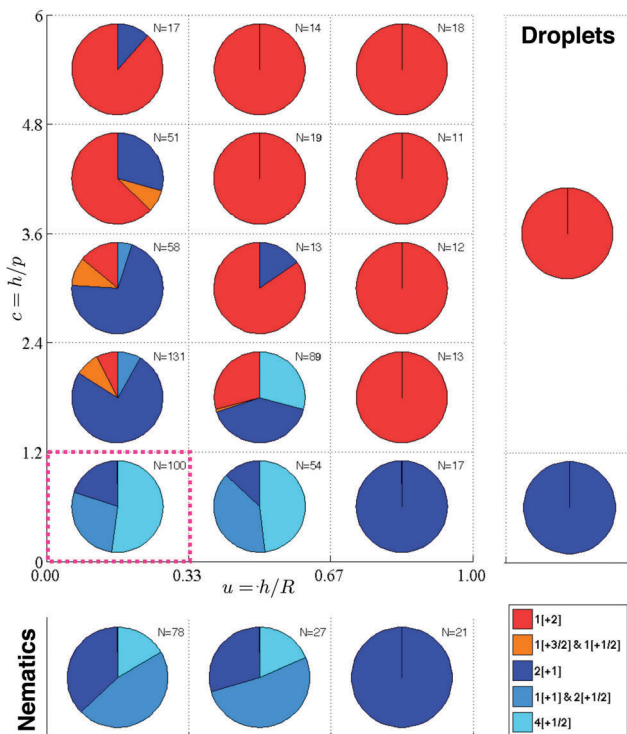 6
N=17
N=14
N=18
Droplets
4.8
N=51
N=19
N=11
3.6
N=58
N=13
N=12
c = h/p
2.4
N=131
N=89
N=13
1.2
N=100
N=54
N=17
0
0.00
0.33
0.67
1.00
u = h/R
Nematics
N=78
N=27
N=21
1[+2]
1[+3/2] & 1[+1/2]
2[+1]
1[+1] & 2[+1/2]
4[+1/2]